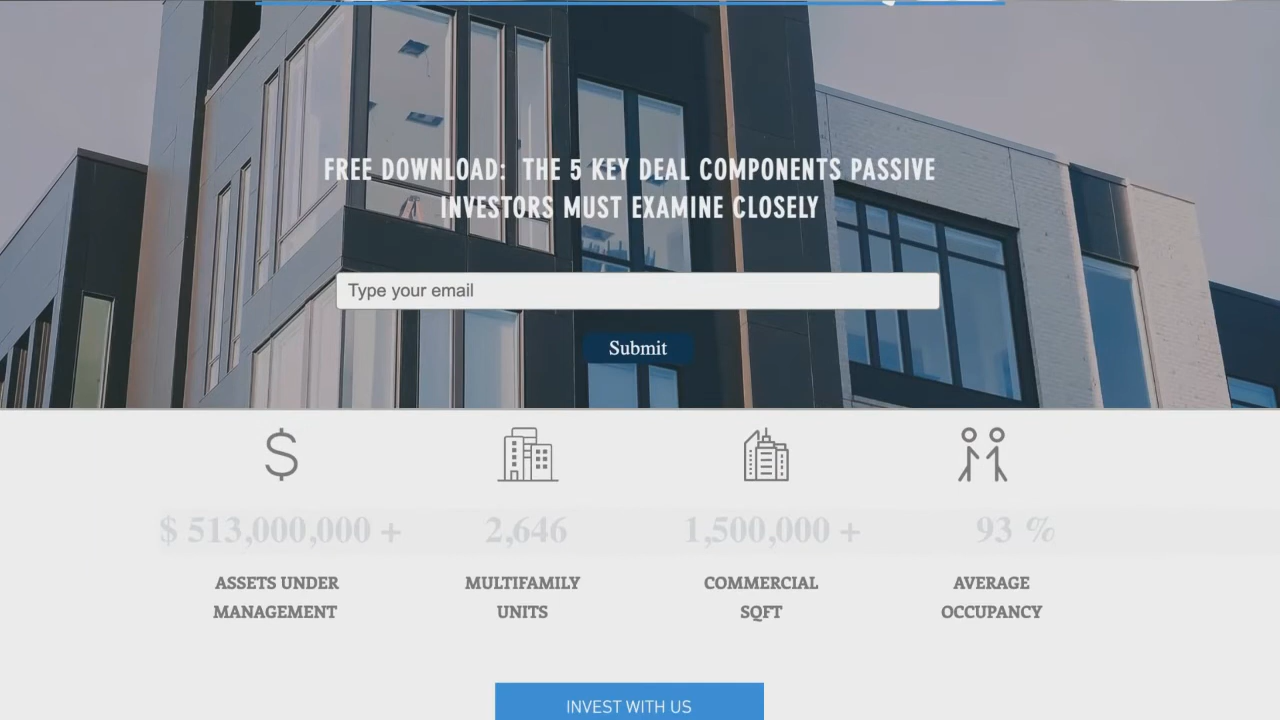 FREE DOWNLOAD: THE 5 KEY DEAL COMPONENTS PASSIVE
INVESTORS MUST EXAMINE CLOSELY
Type your email
Submit
$ 513,000,000 +
2,646
1,500,000 +
93 %
ASSETS UNDER
MANAGEMENT
MULTIFAMILY
UNITS
COMMERCIAL
SQFT
AVERAGE
OCCUPANCY
INVEST WITH US